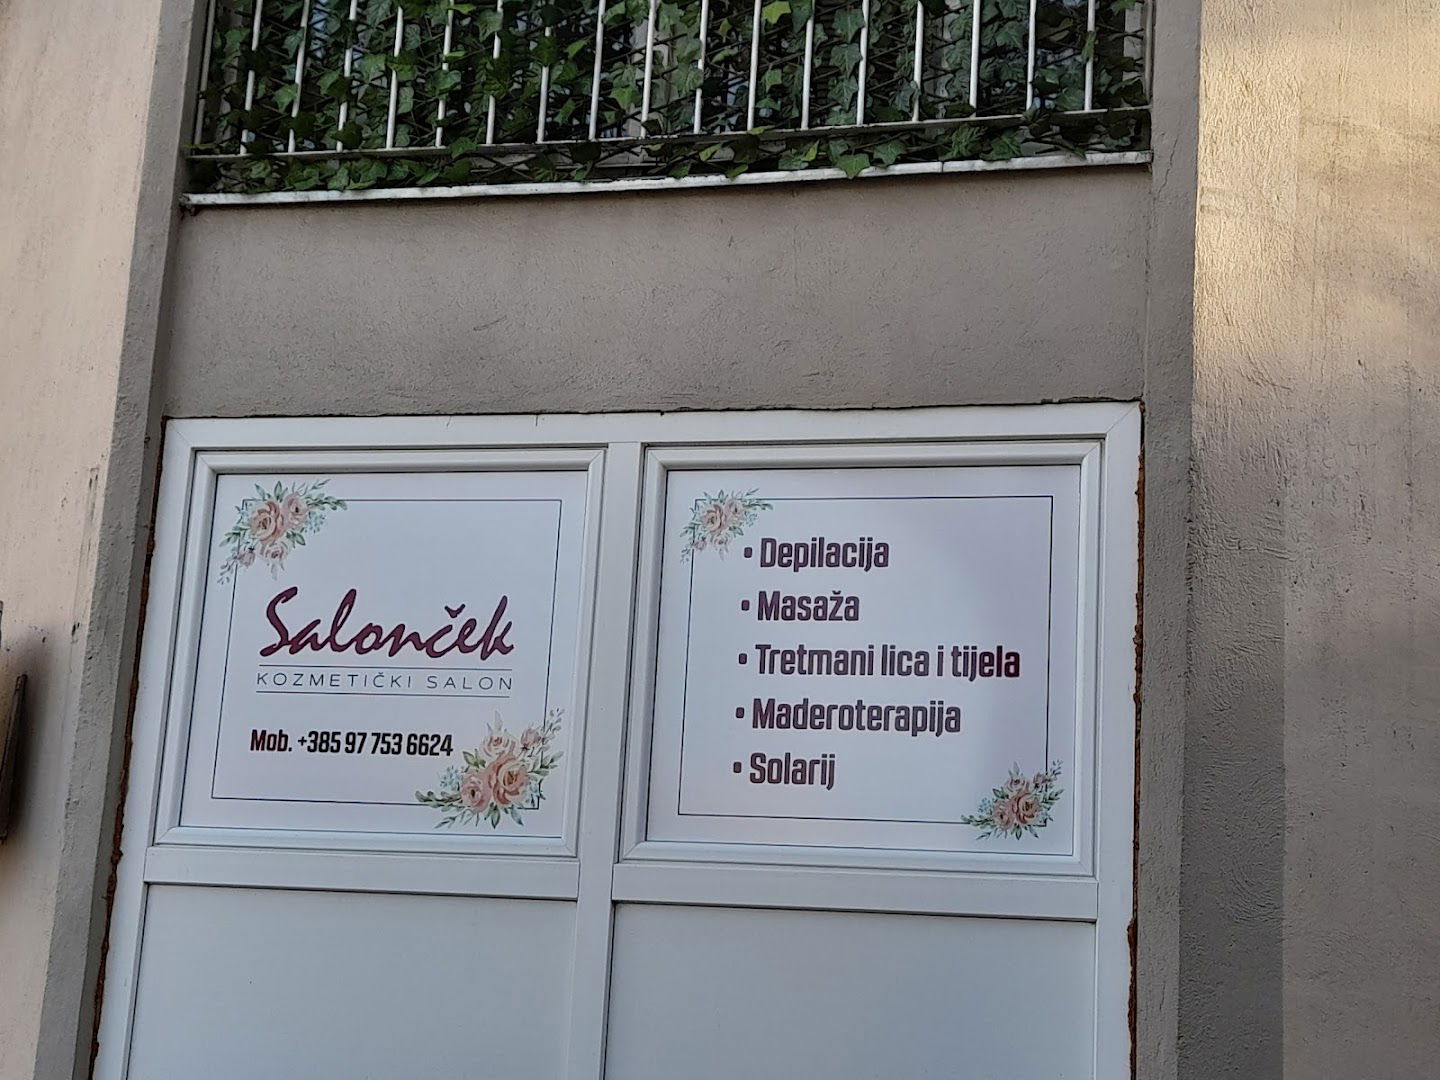 Salonček
KOZMETIČKI SALON
Mob. +385 97 753 6624
• Depilacija
• Masaža
• Tretmani lica i tijela
• Maderoterapija
• Solarij